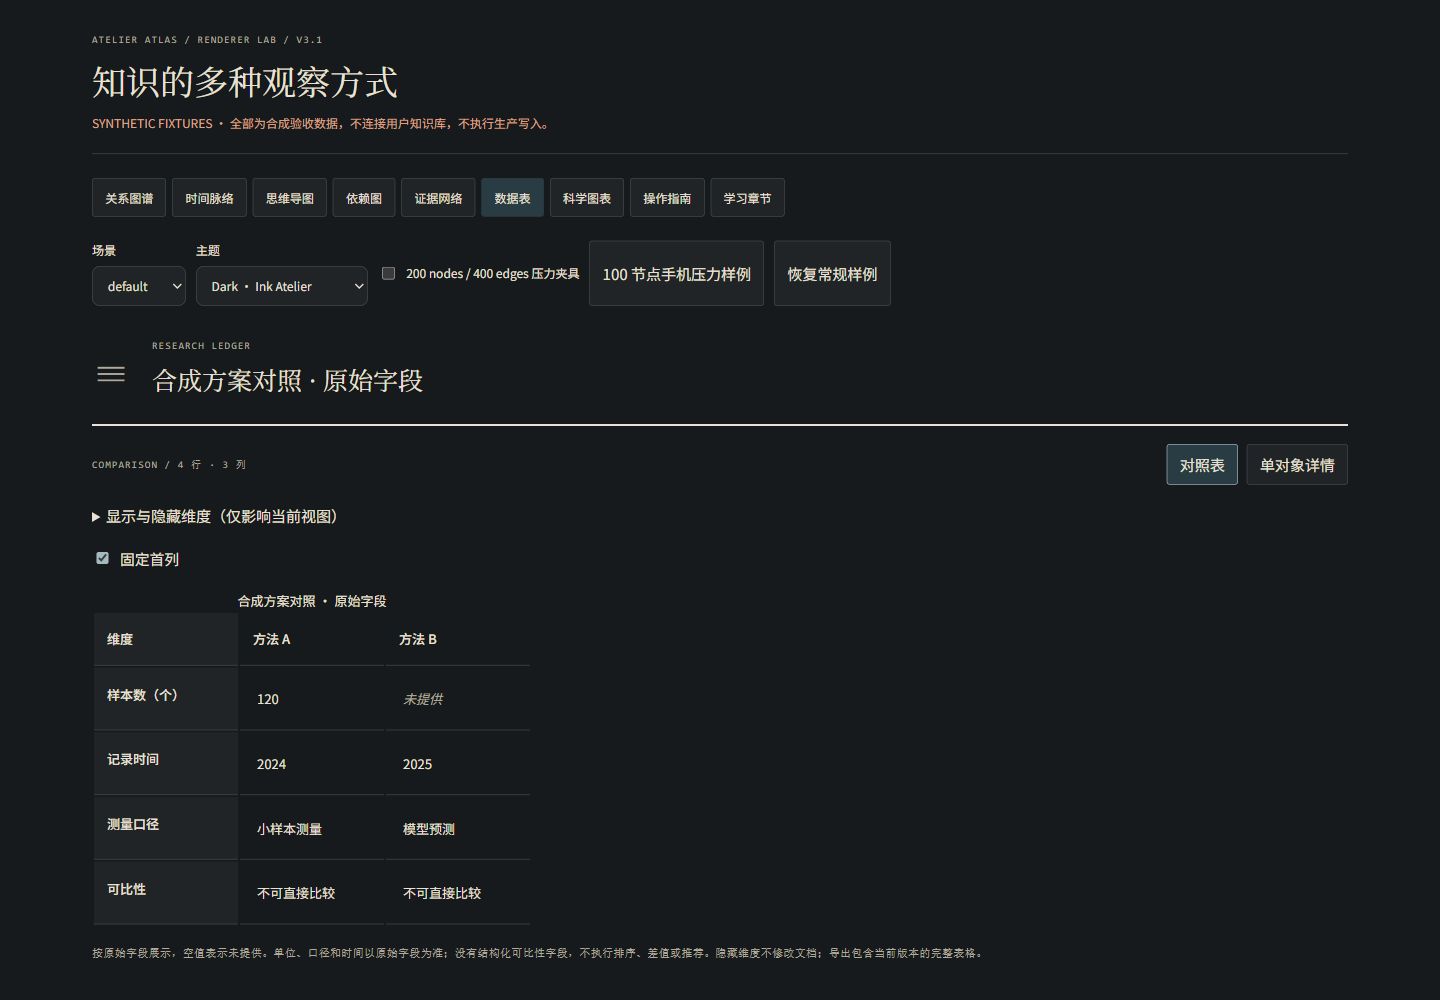 ATELIER ATLAS / RENDERER LAB / V3.1
知识的多种观察方式
SYNTHETIC FIXTURES · 全部为合成验收数据，不连接用户知识库，不执行生产写入。
关系图谱 时间脉络 思维导图 依赖图 证据网络 数据表 科学图表 操作指南 学习章节
场景 主题
default Dark · Ink Atelier 200 nodes / 400 edges 压力夹具 100 节点手机压力样例 恢复常规样例
RESEARCH LEDGER
合成方案对照 · 原始字段
COMPARISON / 4 行 · 3 列 对照表 单对象详情
显示与隐藏维度（仅影响当前视图）
固定首列
合成方案对照 · 原始字段
维度 方法 A 方法 B
样本数（个） 120 未提供
记录时间 2024 2025
测量口径 小样本测量 模型预测
可比性 不可直接比较 不可直接比较
按原始字段展示，空值表示未提供。单位、口径和时间以原始字段为准；没有结构化可比性字段，不执行排序、差值或推荐。隐藏维度不修改文档；导出包含当前版本的完整表格。